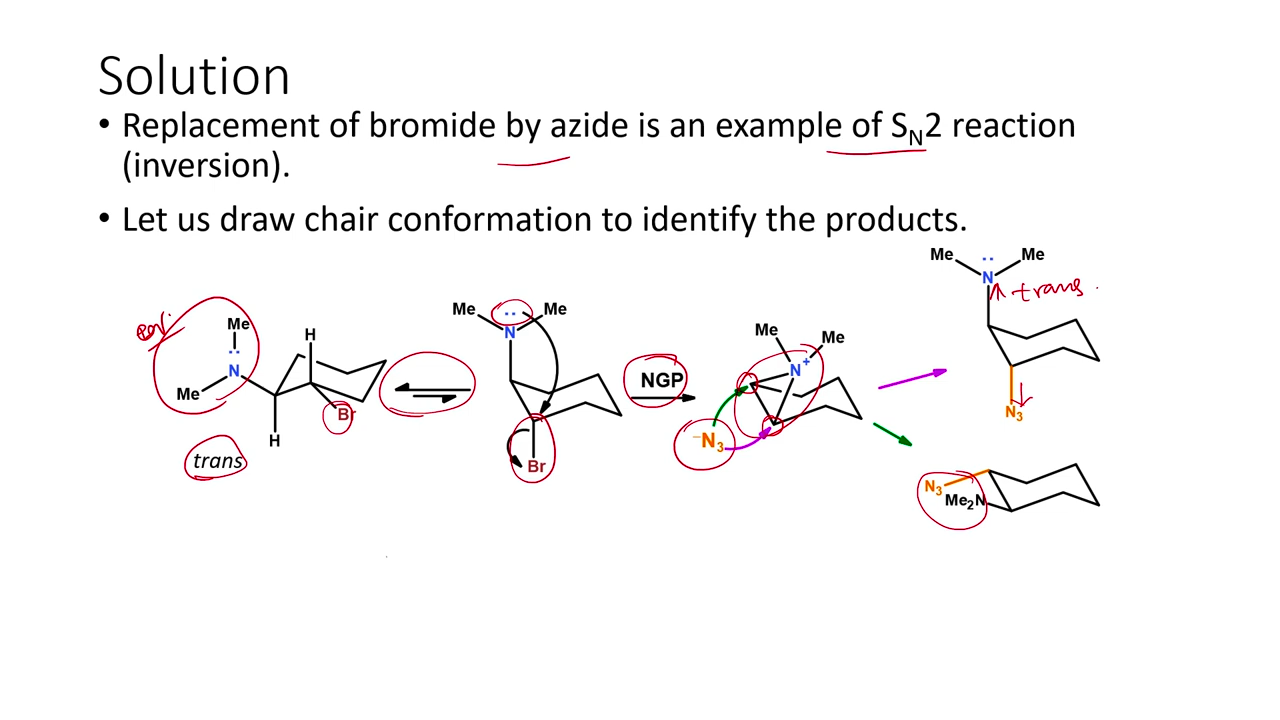 Solution
• Replacement of bromide by azide is an example of SN2 reaction
(inversion).
• Let us draw chair conformation to identify the products.
Me
N
Me
H
H
Br
trans
Me Me
N
Br
NGP
Me
Me
N+
⁻N3
Me Me
N
trans
N3
N3
Me2N